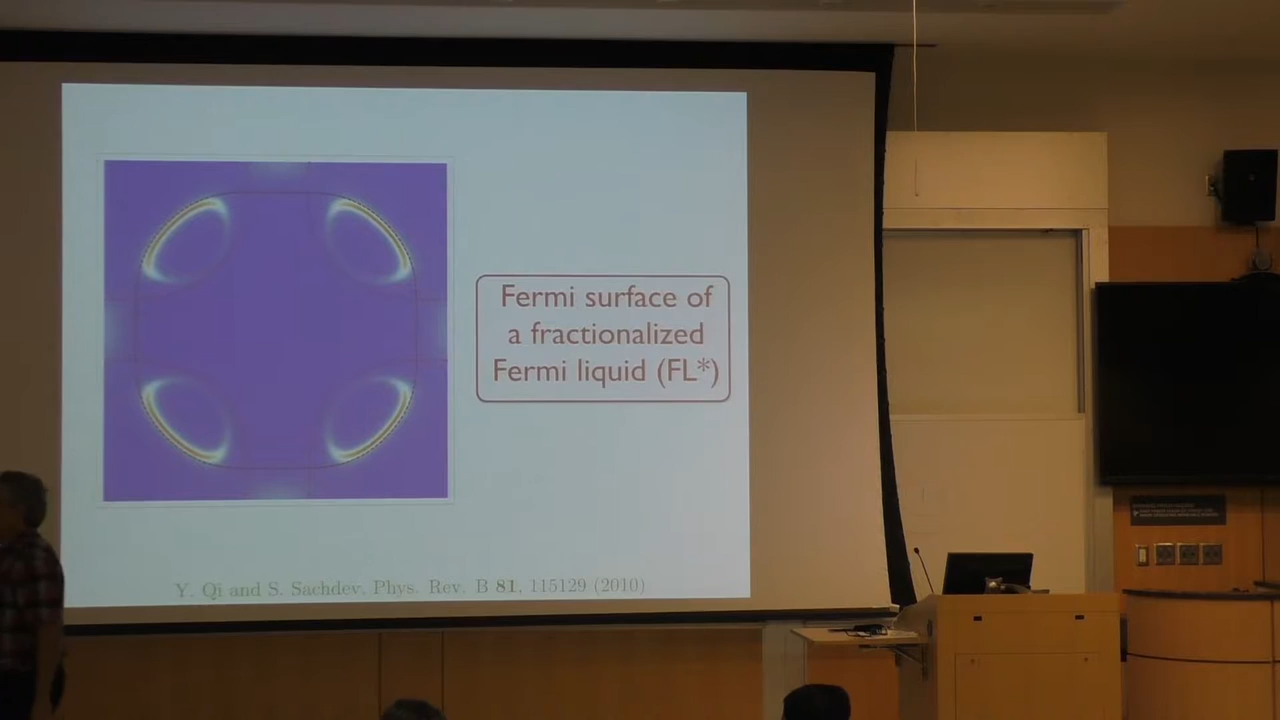 Fermi surface of
a fractionalized
Fermi liquid (FL*)
Y. Qi and S. Sachdev, Phys. Rev. B 81, 115129 (2010)